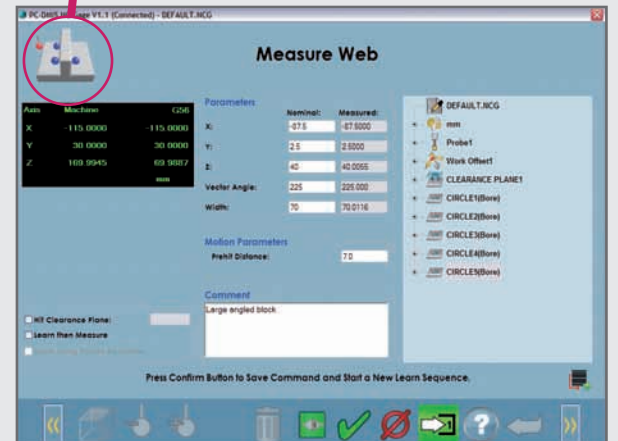 V1.1 (Connected) - DEFAULT.NCG
Measure Web
Axis Machine G56
X -115.0000 -115.0000
Y 30.0000 30.0000
Z 169.9945 69.9887
mm
Parameters
Nominal: Measured:
X: -87.5 -87.5000
Y: 2.5 2.5000
Z: 40 40.0055
Vector Angle: 225 225.000
Width: 70 70.0116
Motion Parameters
Prehit Distance: 7.0
Comment
Large angled block
Hit Clearance Plane:
Learn then Measure
DEFAULT.NCG
mm
Probe1
Work Offset1
CLEARANCE PLANE1
CIRCLE1(Bore)
CIRCLE2(Bore)
CIRCLE3(Bore)
CIRCLE4(Bore)
CIRCLE5(Bore)
Press Confirm Button to Save Command and Start a New Learn Sequence.